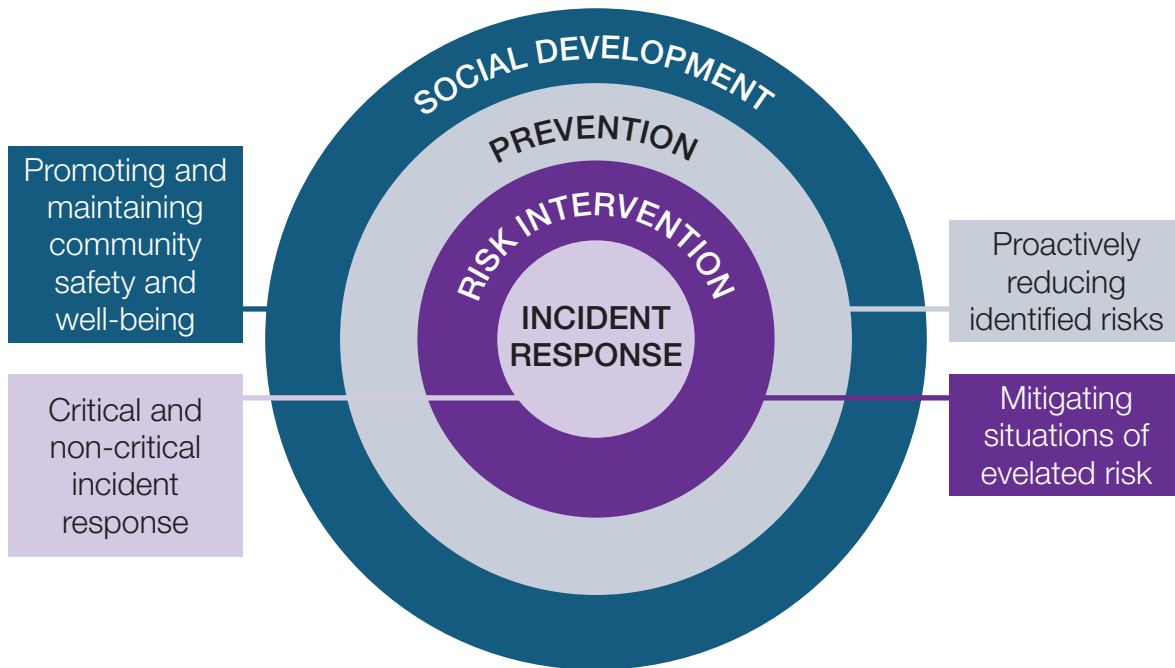 SOCIAL DEVELOPMENT
PREVENTION
RISK INTERVENTION
INCIDENT
RESPONSE
Promoting and
maintaining
community
safety and
well-being
Critical and
non-critical
incident
response
Proactively
reducing
identified risks
Mitigating
situations of
evelated risk